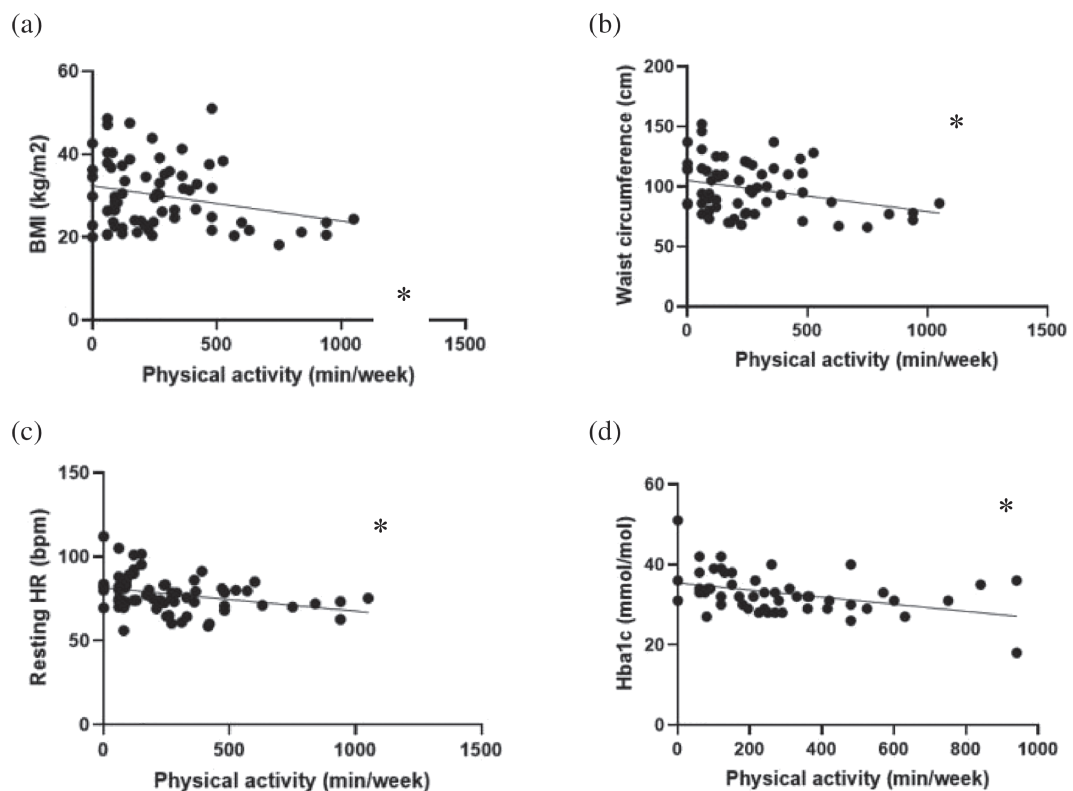 (a)
60
40
20
0
BMI (kg/m2)
*
0 500 1000 1500
Physical activity (min/week)
(b)
200
150
100
50
0
Waist circumference (cm)
*
0 500 1000 1500
Physical activity (min/week)
(c)
150
100
50
0
Resting HR (bpm)
*
0 500 1000 1500
Physical activity (min/week)
(d)
60
40
20
0
Hba1c (mmol/mol)
*
0 200 400 600 800 1000
Physical activity (min/week)